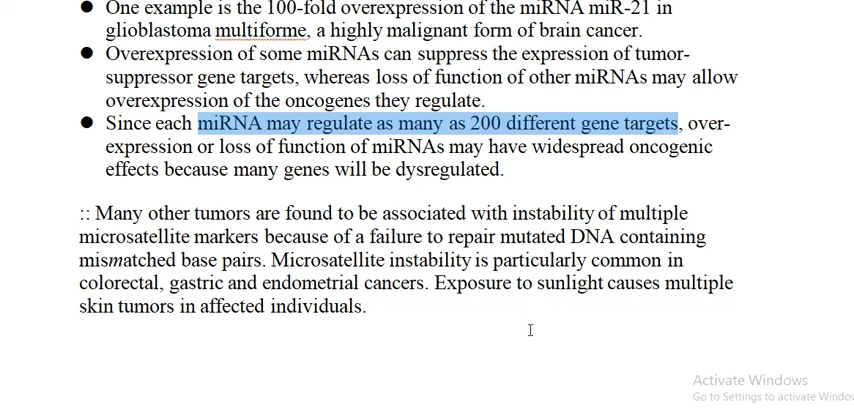 ● One example is the 100-fold overexpression of the miRNA miR-21 in
glioblastoma multiforme, a highly malignant form of brain cancer.
● Overexpression of some miRNAs can suppress the expression of tumor-
suppressor gene targets, whereas loss of function of other miRNAs may allow
overexpression of the oncogenes they regulate.
● Since each miRNA may regulate as many as 200 different gene targets, over-
expression or loss of function of miRNAs may have widespread oncogenic
effects because many genes will be dysregulated.
:: Many other tumors are found to be associated with instability of multiple
microsatellite markers because of a failure to repair mutated DNA containing
mismatched base pairs. Microsatellite instability is particularly common in
colorectal, gastric and endometrial cancers. Exposure to sunlight causes multiple
skin tumors in affected individuals.
Activate Windows
Go to Settings to activate Windows